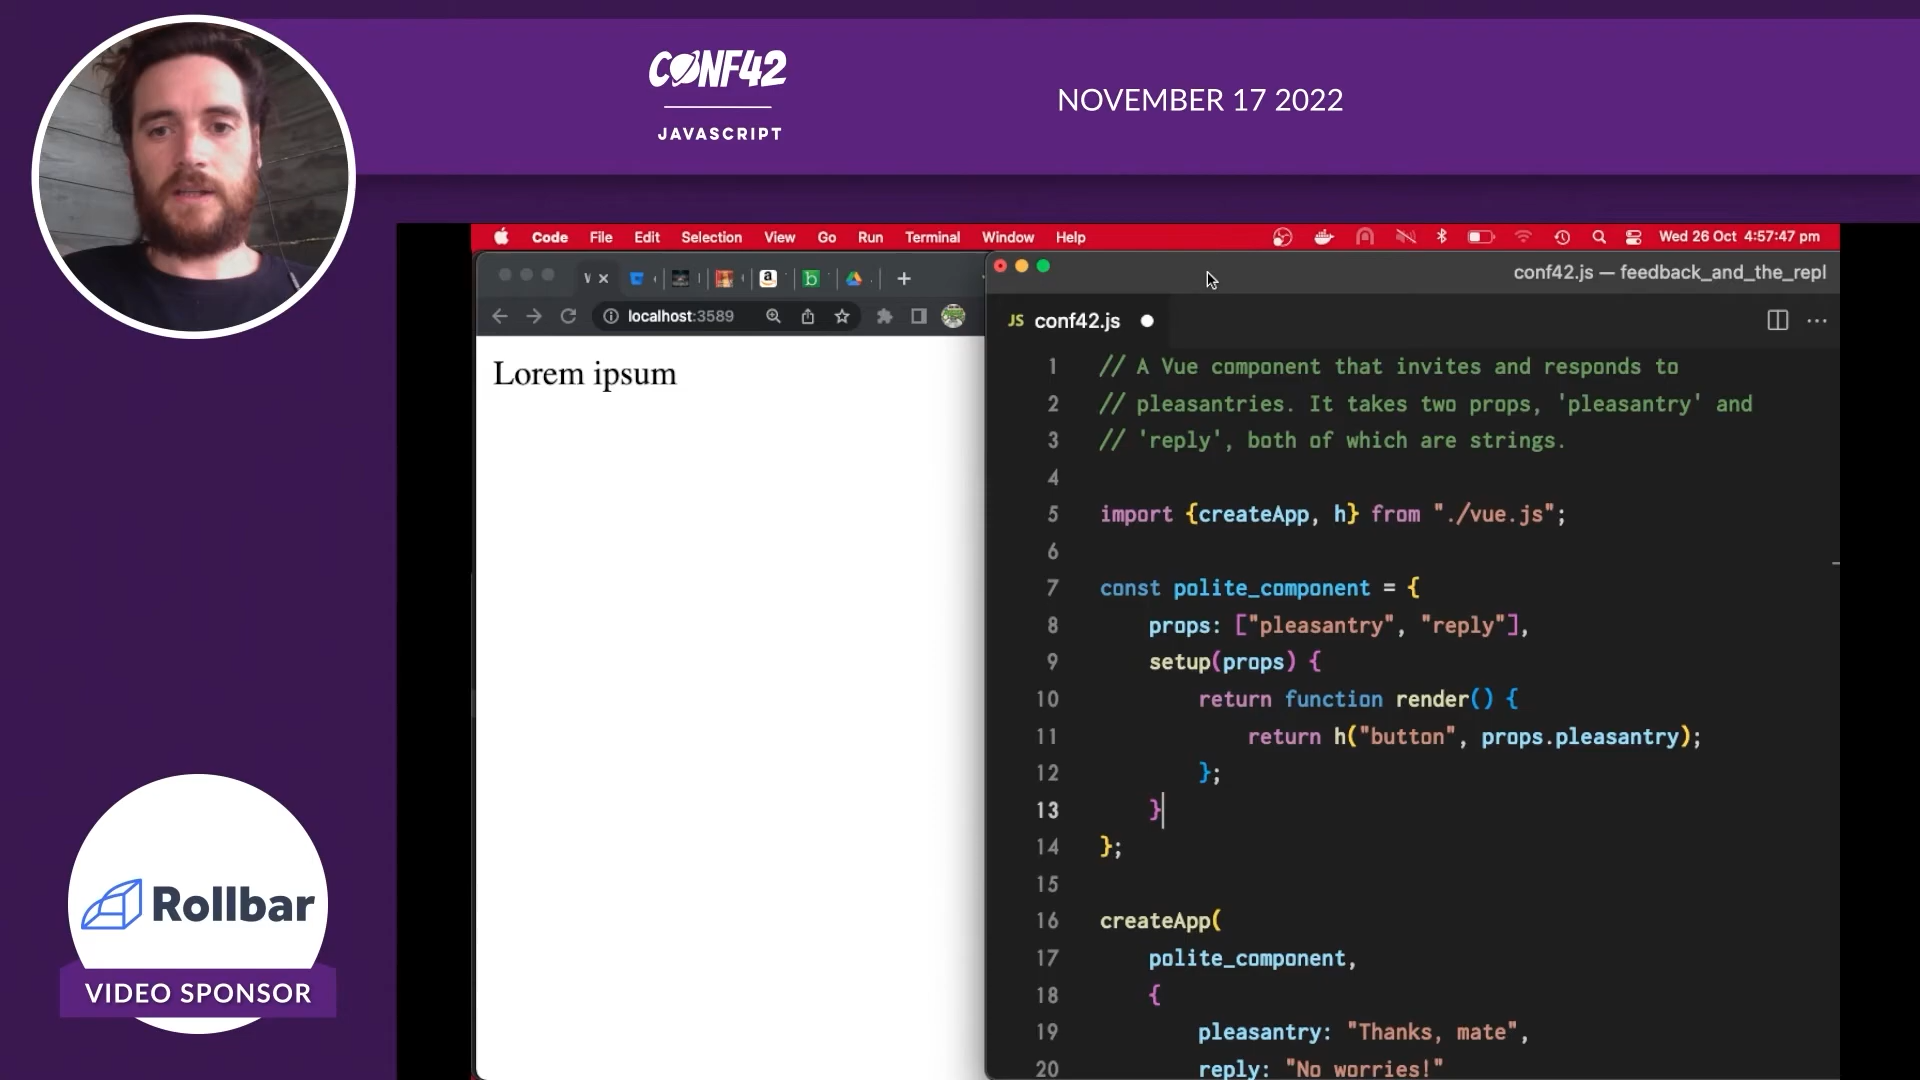 CONF42
JAVASCRIPT
NOVEMBER 17 2022
Code File Edit Selection View Go Run Terminal Window Help
Wed 26 Oct 4:57:47 pm
localhost:3589
Lorem ipsum
conf42.js — feedback_and_the_repl
JS conf42.js
1 // A Vue component that invites and responds to
2 // pleasantries. It takes two props, 'pleasantry' and
3 // 'reply', both of which are strings.
4
5 import {createApp, h} from "./vue.js";
6
7 const polite_component = {
8 props: ["pleasantry", "reply"],
9 setup(props) {
10 return function render() {
11 return h("button", props.pleasantry);
12 };
13 }
14 };
15
16 createApp(
17 polite_component,
18 {
19 pleasantry: "Thanks, mate",
20 reply: "No worries!"
Rollbar
VIDEO SPONSOR